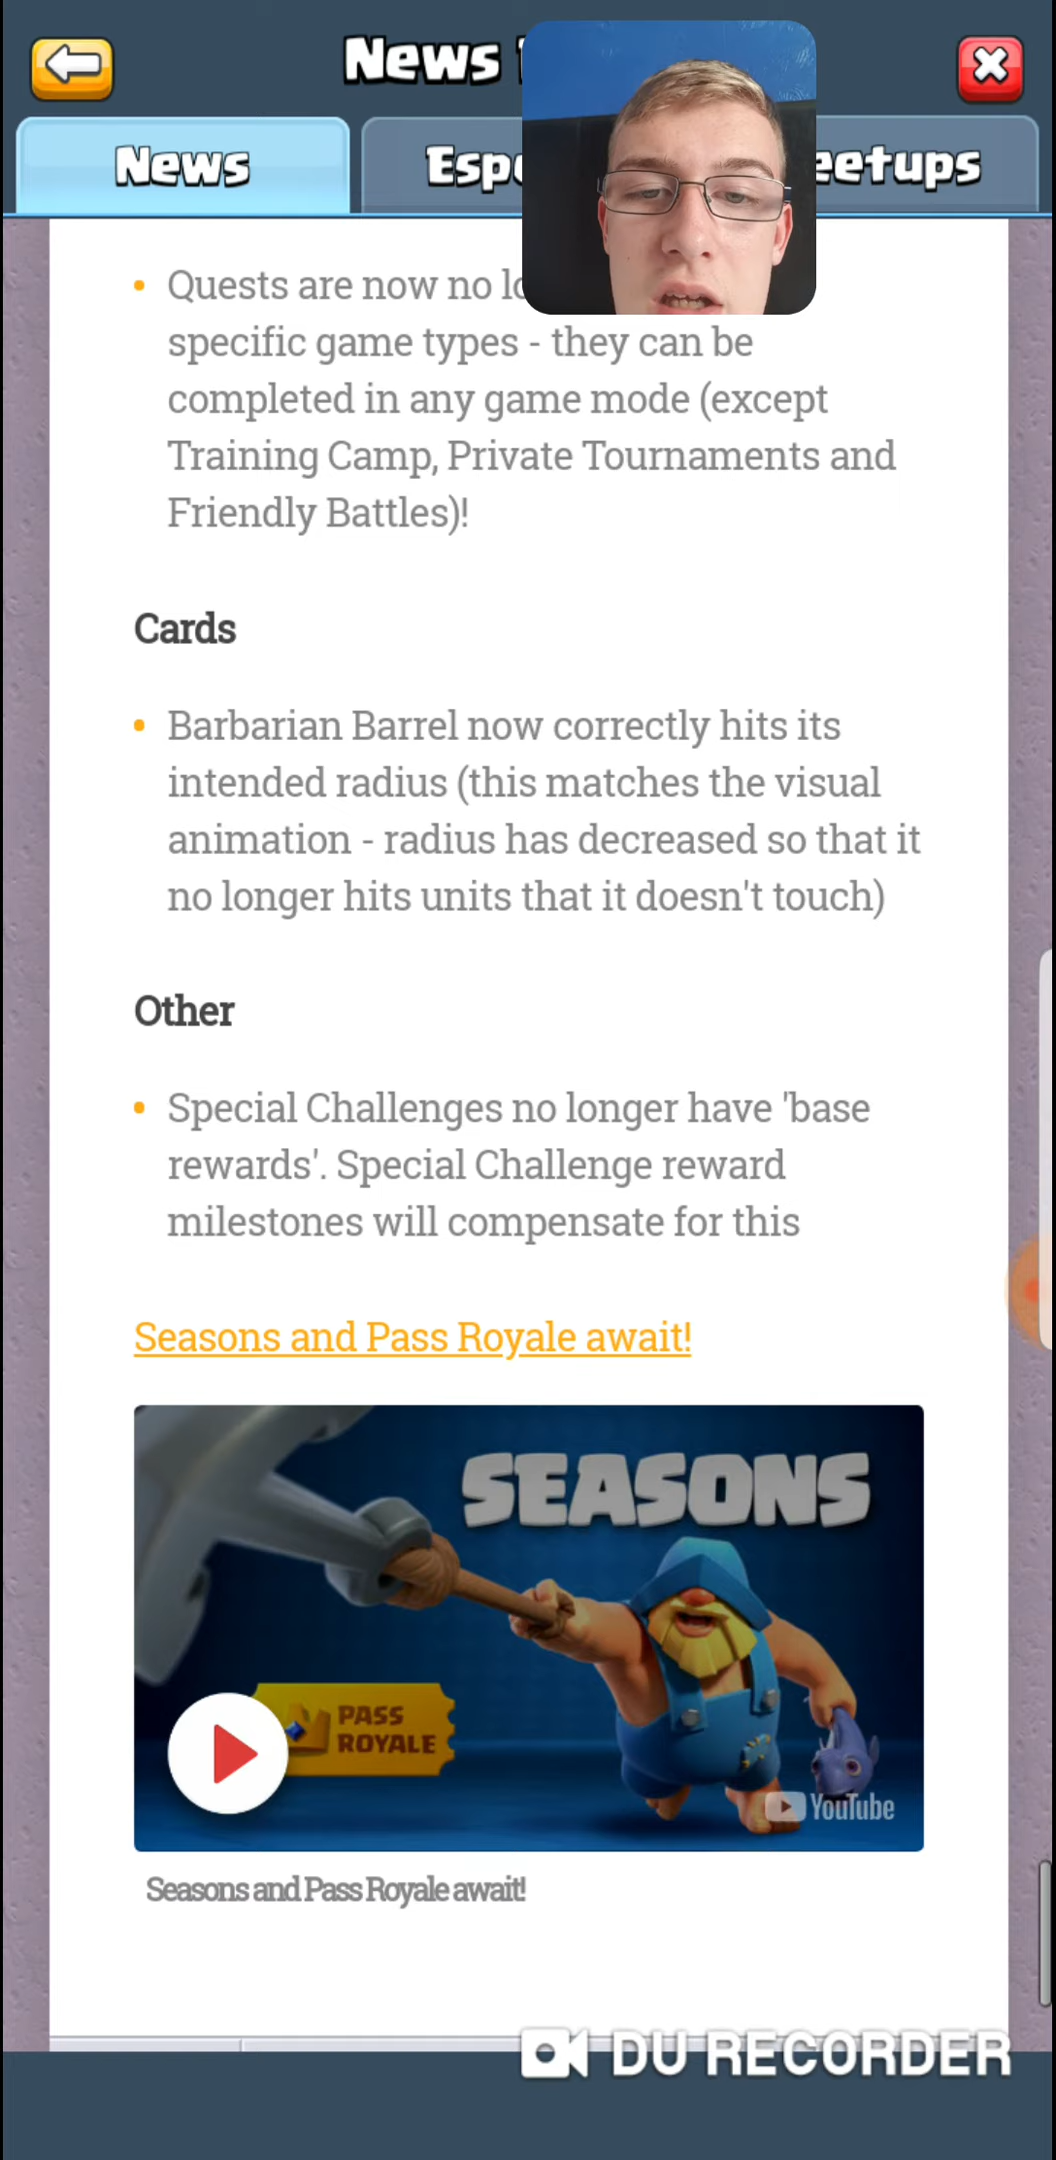 News
News
Esp
eetups
Quests are now no
specific game types - they can be
completed in any game mode (except
Training Camp, Private Tournaments and
Friendly Battles)!
Cards
Barbarian Barrel now correctly hits its
intended radius (this matches the visual
animation - radius has decreased so that it
no longer hits units that it doesn't touch)
Other
Special Challenges no longer have 'base
rewards'. Special Challenge reward
milestones will compensate for this
Seasons and Pass Royale await!
SEASONS
PASS
ROYALE
YouTube
Seasons and Pass Royale await!
DU RECORDER